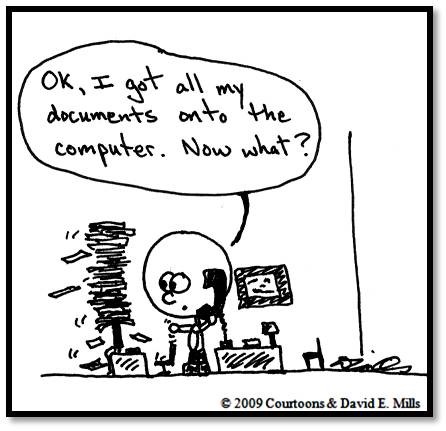 OK, I got all my
documents onto the
computer. Now what?
© 2009 Courtoons & David E. Mills